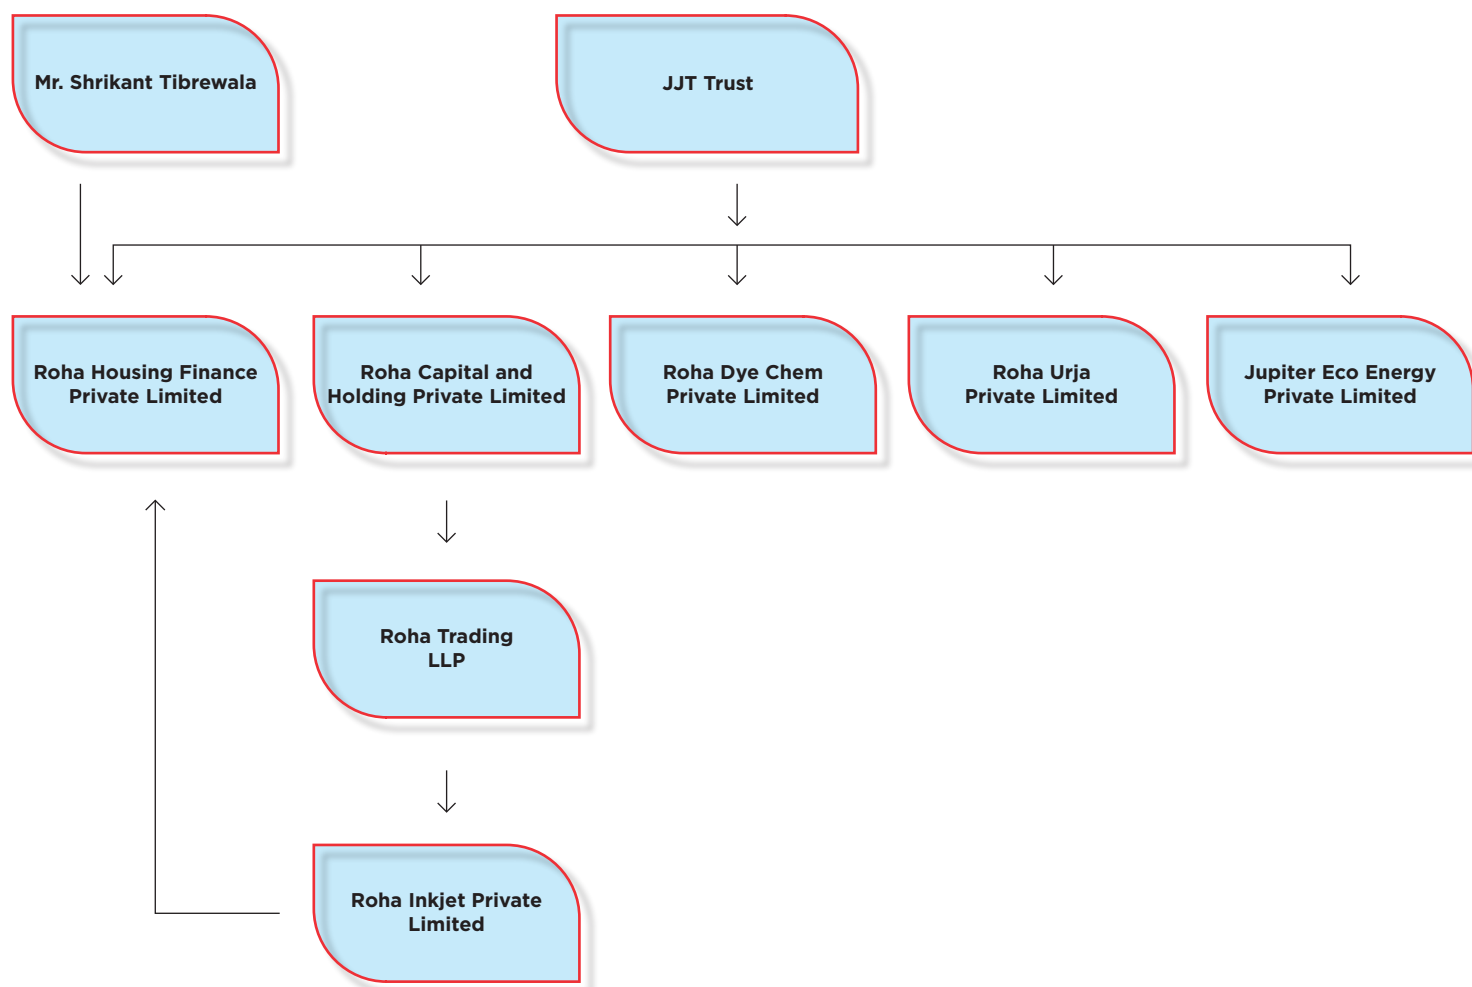 Mr. Shrikant Tibrewala
JJT Trust
Roha Housing Finance
Private Limited
Roha Capital and
Holding Private Limited
Roha Dye Chem
Private Limited
Roha Urja
Private Limited
Jupiter Eco Energy
Private Limited
Roha Trading
LLP
Roha Inkjet Private
Limited